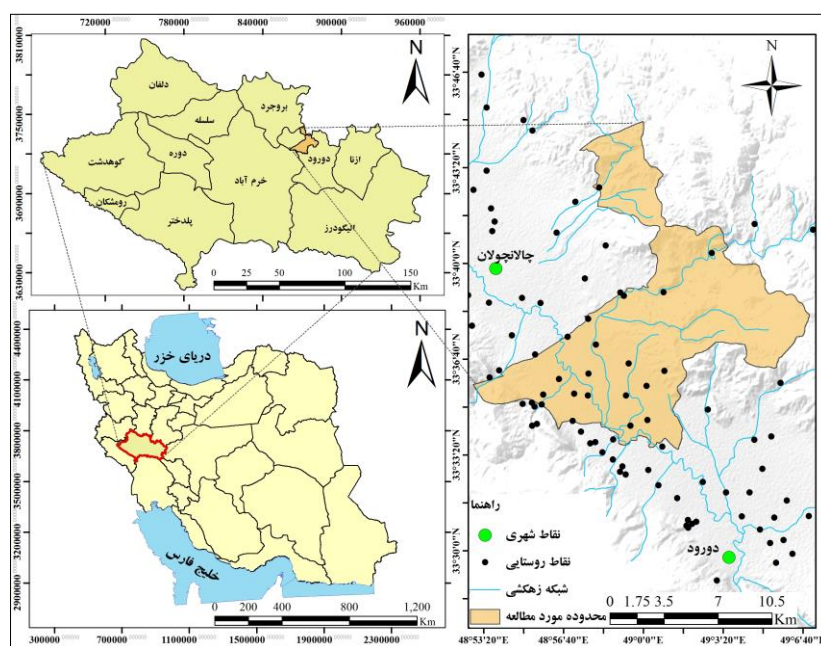 720000 780000 840000 900000 960000
3810000
3750000
3690000
3630000
N
دلفان
سلسله
بروجرد
کوهدشت
دوره
خرم آباد
دورود
ازنا
رومشکان
پلدختر
الیگودرز
0 25 50 100 150
Km
4400000
4100000
3800000
3500000
3200000
2900000
N
دریای خزر
خلیج فارس
0 200 400 800 1,200
Km
300000 700000 1100000 1500000 1900000 2300000
33°46'40"N
33°43'20"N
33°40'0"N
33°36'40"N
33°33'20"N
33°30'0"N
N
چالانچولان
دورود
راهنما
نقاط شهری
نقاط روستایی
شبکه زهکشی
محدوده مورد مطالعه
0 1.75 3.5 7 10.5
Km
48°53'20"E 48°56'40"E 49°0'0"E 49°3'20"E 49°6'40"E